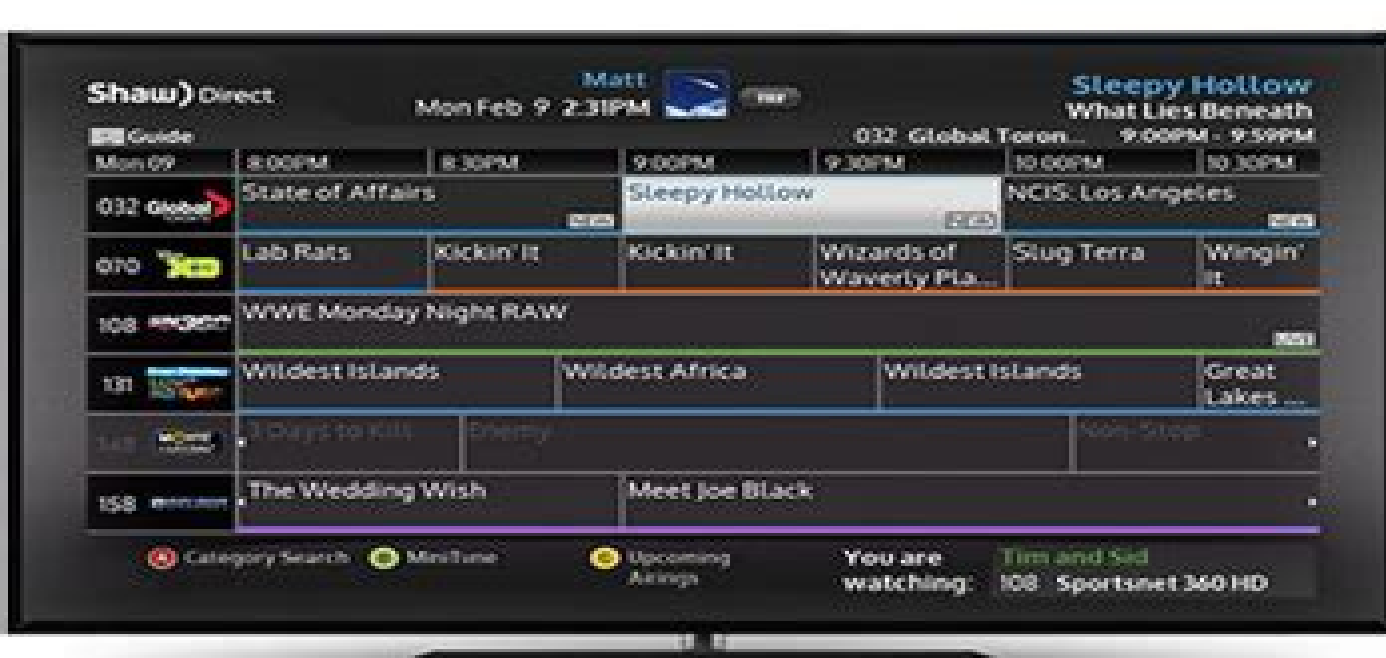 Shaw) Direct
Matt
Mon Feb 9 2:31PM
Sleepy Hollow
What Lies Beneath
032 Global Toron... 9:00PM - 9:59PM
Guide
Mon 09 8:00PM 8:30PM 9:00PM 9:30PM 10:00PM 10:30PM
032 Global State of Affairs Sleepy Hollow NCIS: Los Angeles
070 Lab Rats Kickin' It Kickin' It Wizards of Waverly Pla... Slug Terra Wingin' It
108 WWE Monday Night RAW
131 Wildest Islands Wildest Africa Wildest Islands Great Lakes ...
3 Days to Kill Enemy Non-Stop
158 The Wedding Wish Meet Joe Black
A Category Search MiniTune Upcoming Airings
You are watching: Tim and Sid
108 Sportsnet 360 HD